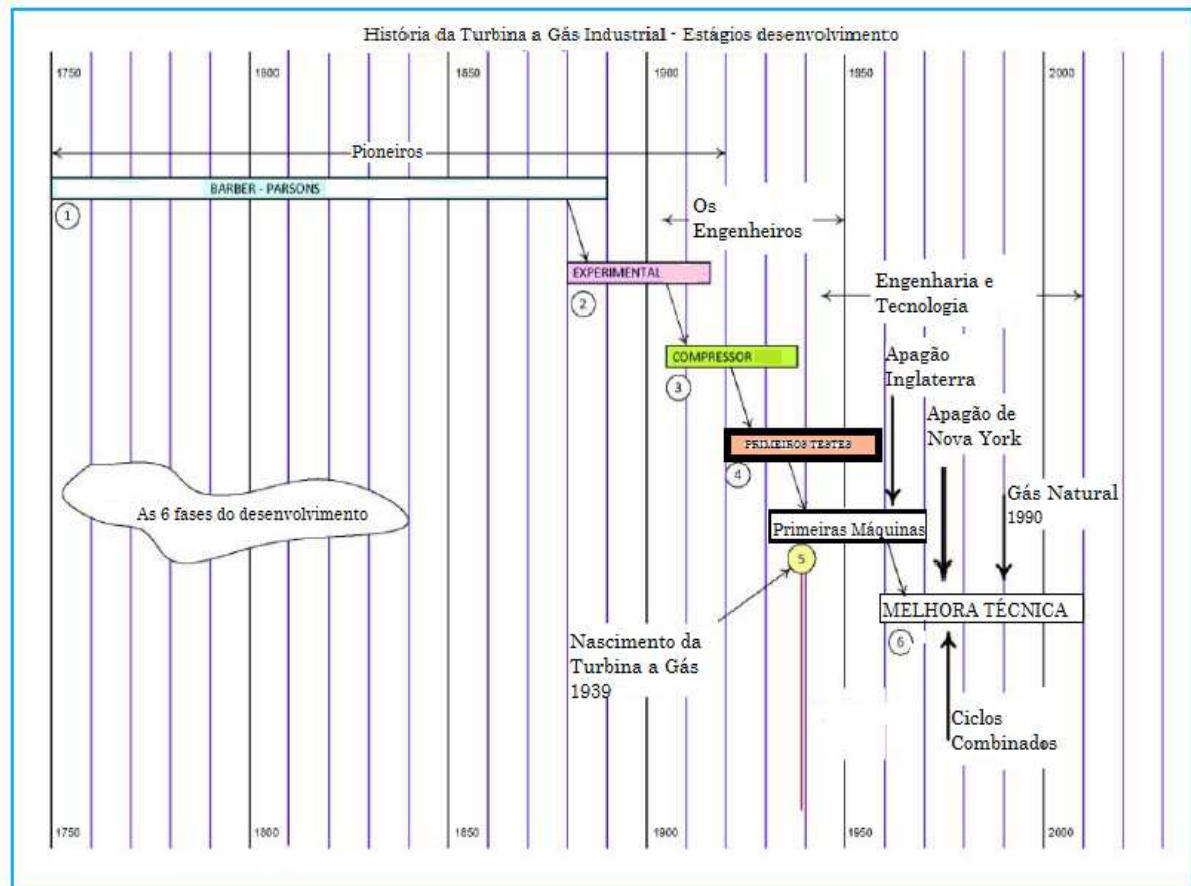 História da Turbina a Gás Industrial - Estágios desenvolvimento
1750
1800
1850
1900
1950
2000
Pioneiros
BARBER - PARSONS
1
Os
Engenheiros
EXPERIMENTAL
2
Engenharia e
Tecnologia
COMPRESSOR
3
Apagão
Inglaterra
Apagão de
Nova York
PRIMEIROS TESTES
4
Gás Natural
1990
As 6 fases do desenvolvimento
Primeiras Máquinas
5
MELHORA TÉCNICA
6
Nascimento da
Turbina a Gás
1939
Ciclos
Combinados
1750
1800
1850
1900
1950
2000